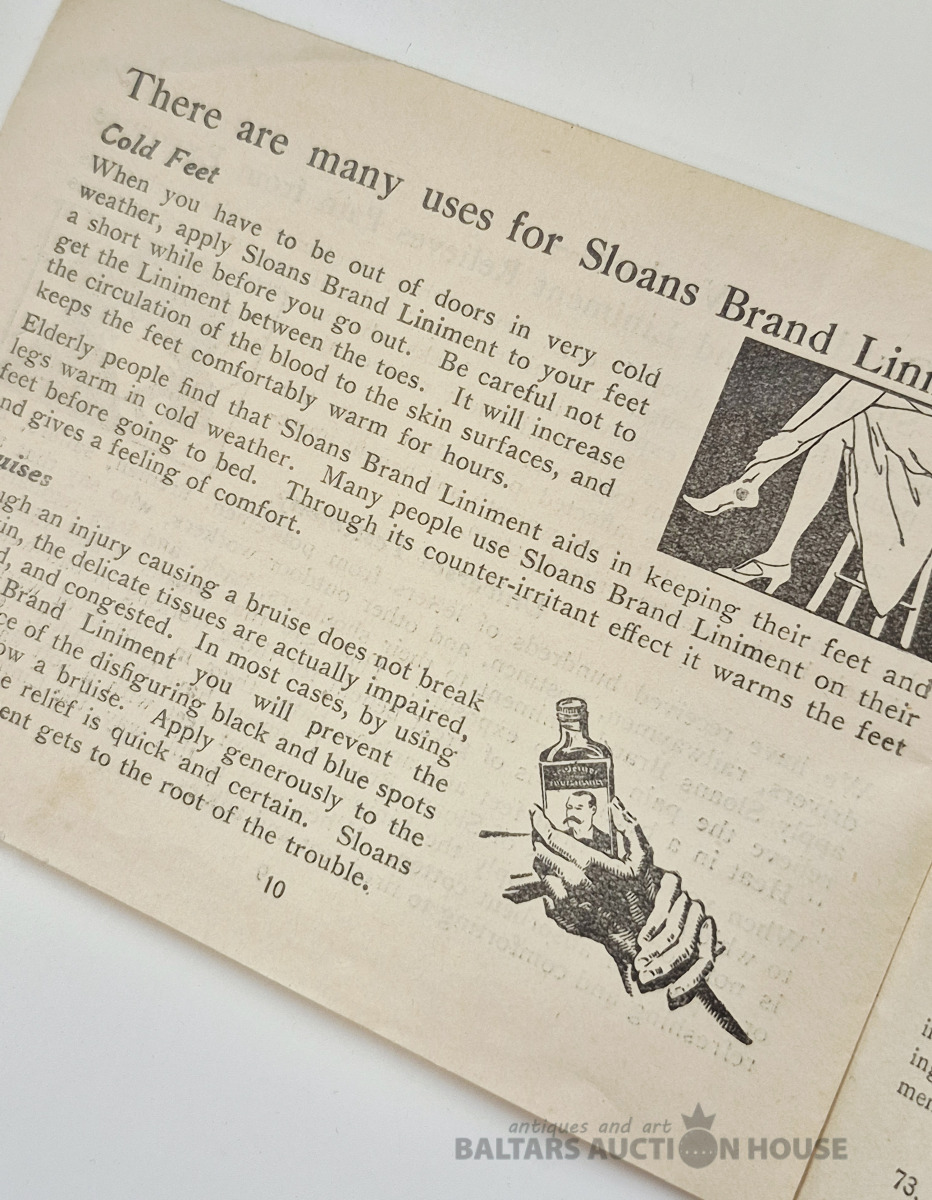 There are many uses for Sloans Brand Lini
Cold Feet
When you have to be out of doors in very cold
weather, apply Sloans Brand Liniment to your feet
a short while before you go out. Be careful not to
get the Liniment between the toes. It will increase
the circulation of the blood to the skin surfaces, and
keeps the feet comfortably warm for hours.
Elderly people find that Sloans Brand Liniment aids in keeping their feet and
legs warm in cold weather. Many people use Sloans Brand Liniment on their
feet before going to bed. Through its counter-irritant effect it warms the feet
nd gives a feeling of comfort.
uises
ugh an injury causing a bruise does not break
in, the delicate tissues are actually impaired,
d, and congested. In most cases, by using
Brand Liniment you will prevent the
ce of the disfiguring black and blue spots
ow a bruise. Apply generously to the
e relief is quick and certain. Sloans
ent gets to the root of the trouble.
10
73.
antiques and art
BALTARS AUCTION HOUSE